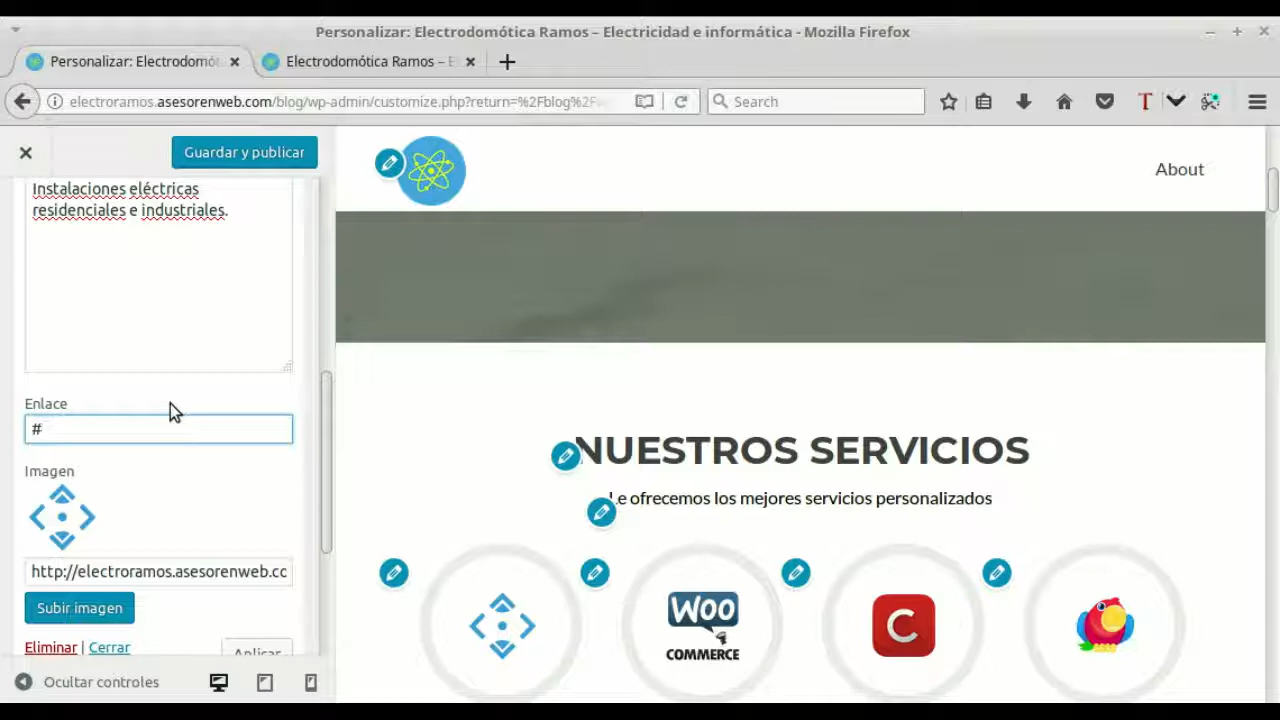 Personalizar: Electrodomótica Ramos – Electricidad e informática - Mozilla Firefox
Personalizar: Electrodomót
Electrodomótica Ramos – E
electroramos.asesorenweb.com/blog/wp-admin/customize.php?return=%2Fblog%2Fw
Search
Guardar y publicar
About
Instalaciones eléctricas
residenciales e industriales.
Enlace
#
NUESTROS SERVICIOS
Imagen
Le ofrecemos los mejores servicios personalizados
http://electroramos.asesorenweb.cc
Subir imagen
WOO
COMMERCE
C
Eliminar | Cerrar
Aplicar
Ocultar controles